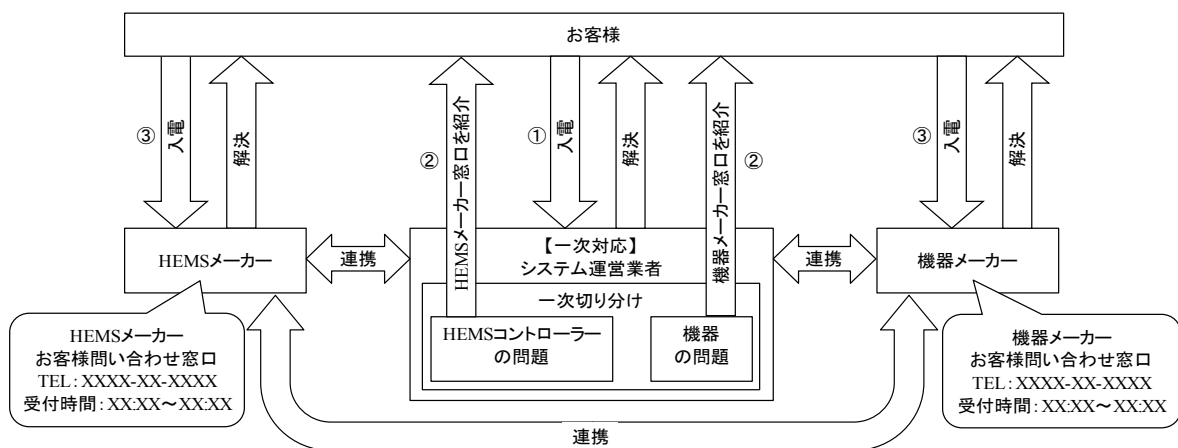 お客様
③
入電
解決
②
HEMSメーカー窓口を紹介
①
入電
解決
機器メーカー窓口を紹介
②
③
入電
解決
HEMSメーカー
連携
【一次対応】
システム運営業者
連携
機器メーカー
一次切り分け
HEMSコントローラー
の問題
機器
の問題
HEMSメーカー
お客様問い合わせ窓口
TEL:XXXX-XX-XXXX
受付時間:XX:XX～XX:XX
機器メーカー
お客様問い合わせ窓口
TEL:XXXX-XX-XXXX
受付時間:XX:XX～XX:XX
連携